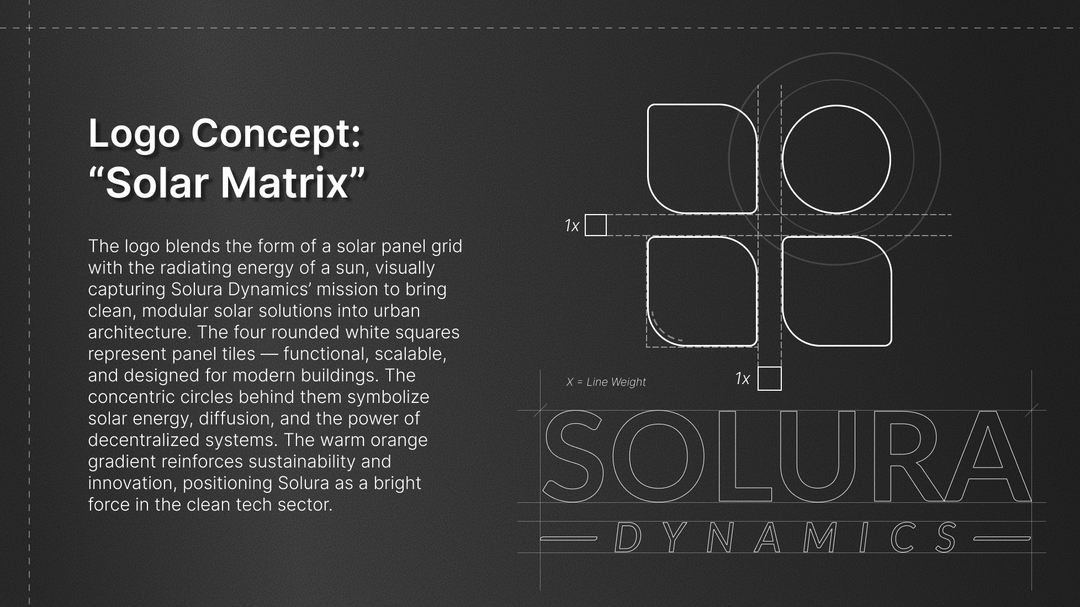 Logo Concept:
“Solar Matrix”
The logo blends the form of a solar panel grid
with the radiating energy of a sun, visually
capturing Solura Dynamics’ mission to bring
clean, modular solar solutions into urban
architecture. The four rounded white squares
represent panel tiles — functional, scalable,
and designed for modern buildings. The
concentric circles behind them symbolize
solar energy, diffusion, and the power of
decentralized systems. The warm orange
gradient reinforces sustainability and
innovation, positioning Solura as a bright
force in the clean tech sector.
1x
1x
X = Line Weight
SOLURA
DYNAMICS